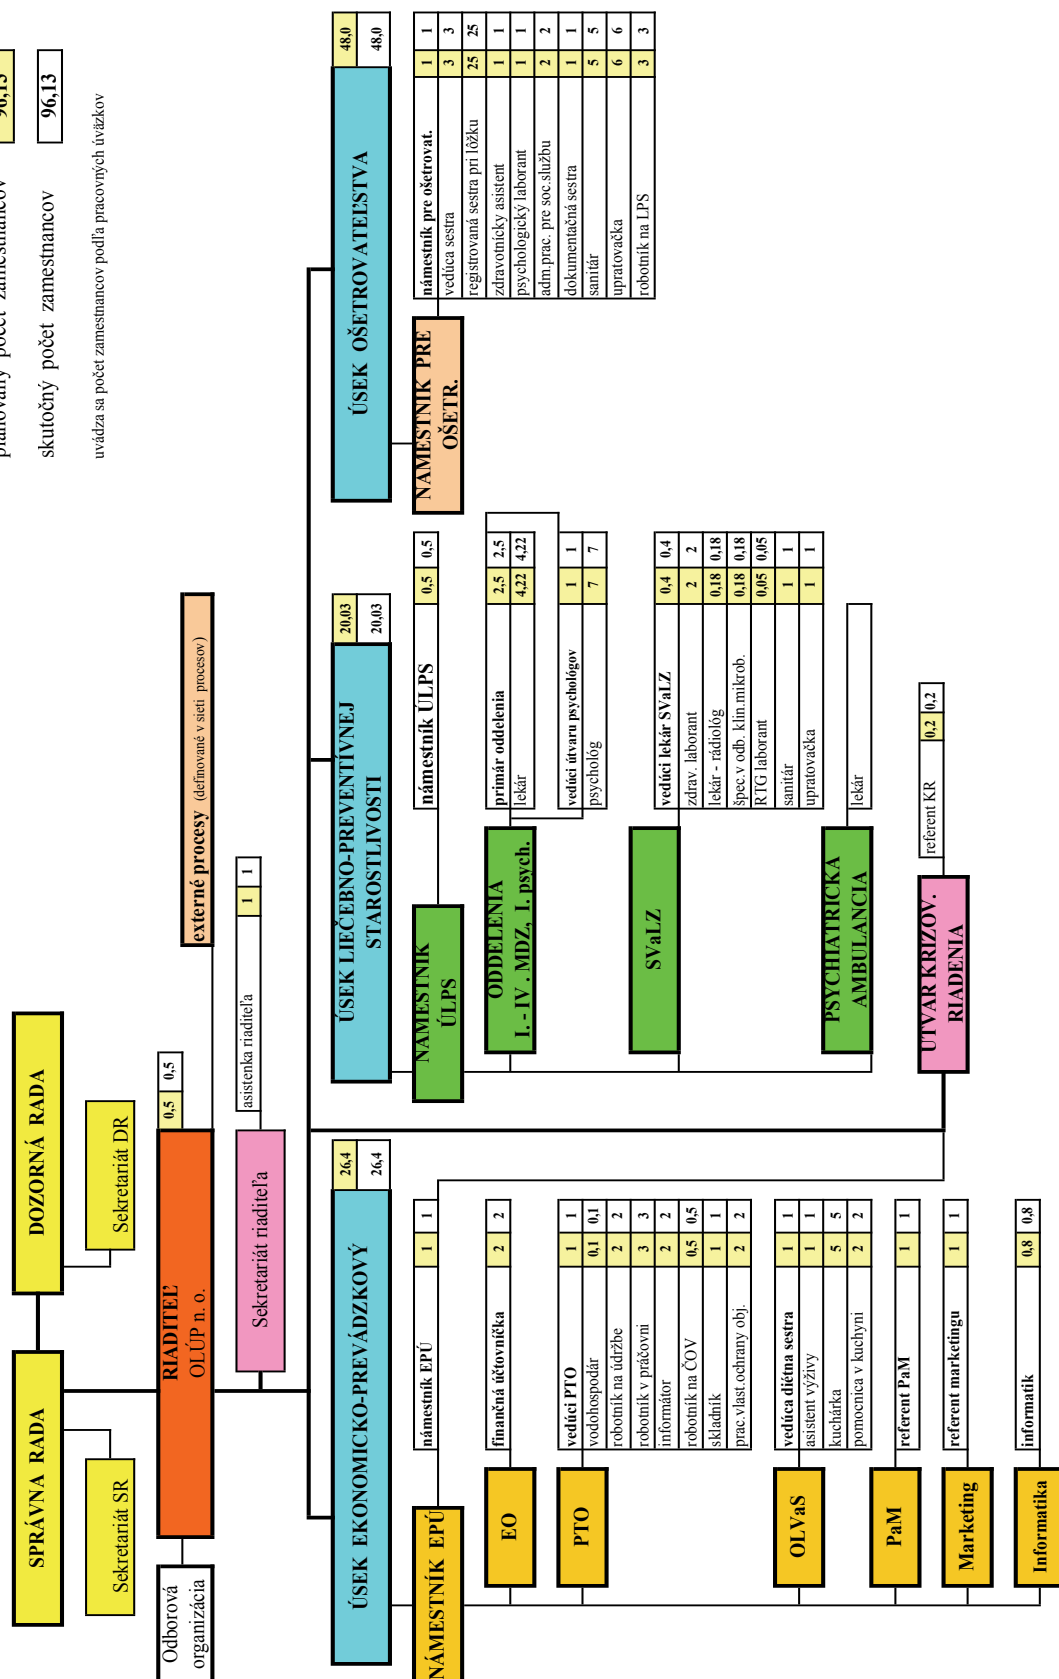 plánovaný počet zamestnancov 96,13
skutočný počet zamestnancov 96,13
uvádza sa počet zamestnancov podľa pracovných úväzkov
SPRÁVNA RADA
DOZORNÁ RADA
Sekretariát SR
Sekretariát DR
Odborová
organizácia
RIADITEĽ
OLÚP n. o.
0,5 0,5
externé procesy (definované v sieti procesov)
Sekretariát riaditeľa
asistenka riaditeľa 1 1
ÚSEK EKONOMICKO-PREVÁDZKOVÝ
26,4
26,4
NÁMESTNÍK EPÚ
námestník EPÚ 1 1
EO
finančná účtovníčka 2 2
PTO
vedúci PTO 1 1
vodohospodár 0,1 0,1
robotník na údržbe 2 2
robotník v práčovni 3 3
informátor 2 2
robotník na ČOV 0,5 0,5
skladník 1 1
prac.vlast.ochrany obj. 2 2
OLVaS
vedúca diétna sestra 1 1
asistent výživy 1 1
kuchárka 5 5
pomocnica v kuchyni 2 2
PaM
referent PaM 1 1
Marketing
referent marketingu 1 1
Informatika
informatik 0,8 0,8
ÚSEK LIEČEBNO-PREVENTÍVNEJ
STAROSTLIVOSTI
20,03
20,03
NÁMESTNIK
ÚLPS
námestník ÚLPS 0,5 0,5
ODDELENIA
I. - IV . MDZ, I. psych.
primár oddelenia 2,5 2,5
lekár 4,22 4,22
vedúci útvaru psychológov 1 1
psychológ 7 7
SVaLZ
vedúci lekár SVaLZ 0,4 0,4
zdrav. laborant 2 2
lekár - rádiológ 0,18 0,18
špec.v odb. klin.mikrob. 0,18 0,18
RTG laborant 0,05 0,05
sanitár 1 1
upratovačka 1 1
PSYCHIATRICKÁ
AMBULANCIA
lekár
ÚTVAR KRÍZOV.
RIADENIA
referent KR 0,2 0,2
ÚSEK OŠETROVATEĽSTVA
48,0
48,0
NÁMESTNIK PRE
OŠETR.
námestník pre ošetrovat. 1 1
vedúca sestra 3 3
registrovaná sestra pri lôžku 25 25
zdravotnícky asistent 1 1
psychologický laborant 1 1
adm.prac. pre soc.službu 2 2
dokumentačná sestra 1 1
sanitár 5 5
upratovačka 6 6
robotník na LPS 3 3